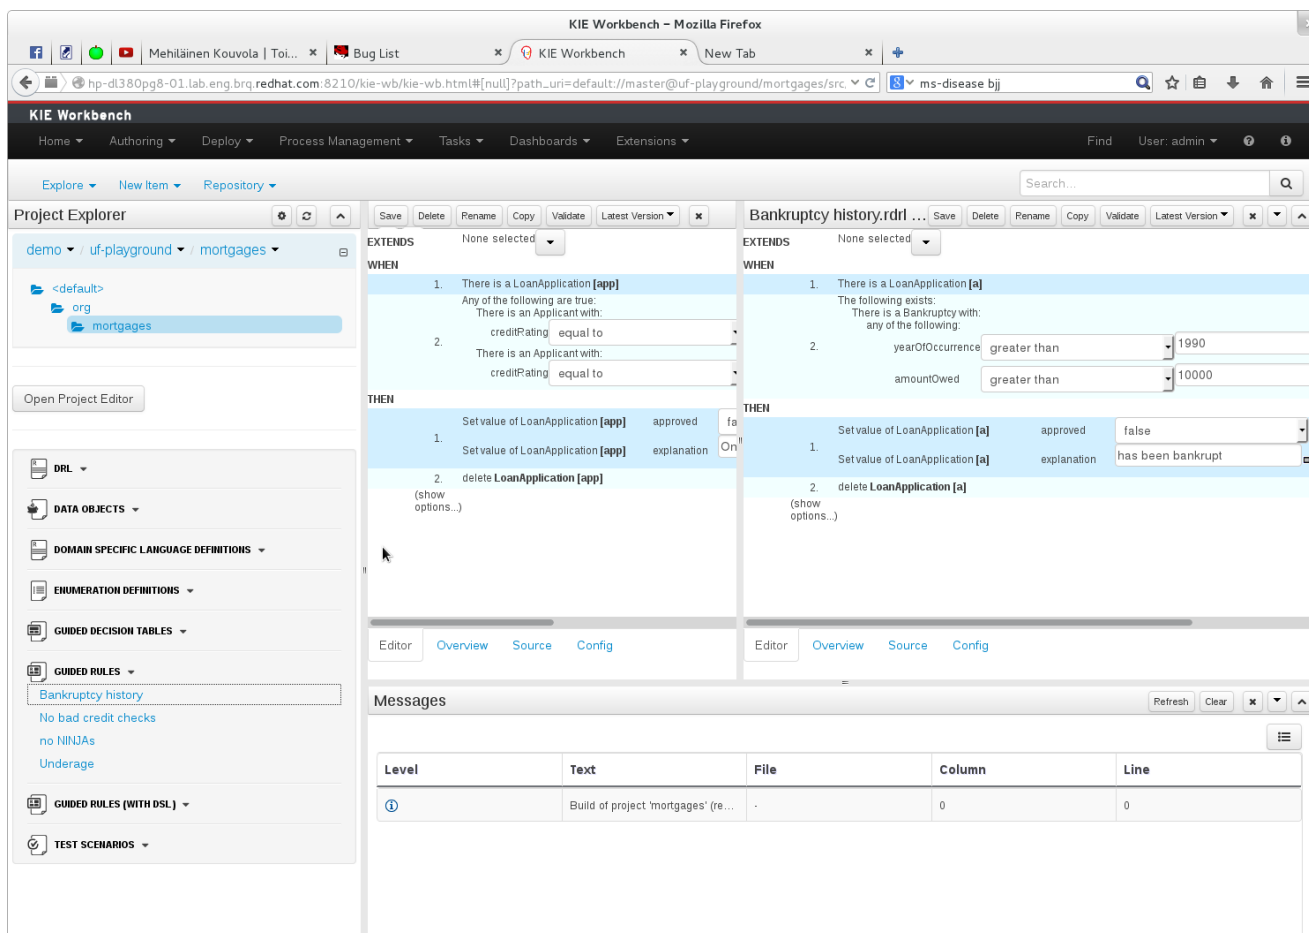 KIE Workbench - Mozilla Firefox
Mehiläinen Kouvola | Toi... × Bug List × KIE Workbench × New Tab ×
hp-dl380pg8-01.lab.eng.brq.redhat.com:8210/kie-wb/kie-wb.html#[null]?path_uri=default://master@uf-playground/mortgages/src. ms-disease bjj
KIE Workbench
Home Authoring Deploy Process Management Tasks Dashboards Extensions Find User: admin
Explore New Item Repository Search...
Project Explorer
demo / uf-playground / mortgages
<default>
org
mortgages
Open Project Editor
DRL
DATA OBJECTS
DOMAIN SPECIFIC LANGUAGE DEFINITIONS
ENUMERATION DEFINITIONS
GUIDED DECISION TABLES
GUIDED RULES
Bankruptcy history
No bad credit checks
no NINJAs
Underage
GUIDED RULES (WITH DSL)
TEST SCENARIOS
Save Delete Rename Copy Validate Latest Version
EXTENDS None selected
WHEN
1. There is a LoanApplication [app]
Any of the following are true:
There is an Applicant with:
creditRating equal to
2.
There is an Applicant with:
creditRating equal to
THEN
Set value of LoanApplication [app] approved fa
1.
Set value of LoanApplication [app] explanation On
2. delete LoanApplication [app]
(show
options...)
Editor Overview Source Config
Bankruptcy history.rdrl ... Save Delete Rename Copy Validate Latest Version
EXTENDS None selected
WHEN
1. There is a LoanApplication [a]
The following exists:
There is a Bankruptcy with:
any of the following:
2. yearOfOccurrence greater than 1990
amountOwed greater than 10000
THEN
Set value of LoanApplication [a] approved false
1.
Set value of LoanApplication [a] explanation has been bankrupt
2. delete LoanApplication [a]
(show
options...)
Editor Overview Source Config
Messages Refresh Clear
Level Text File Column Line
Build of project 'mortgages' (re... - 0 0